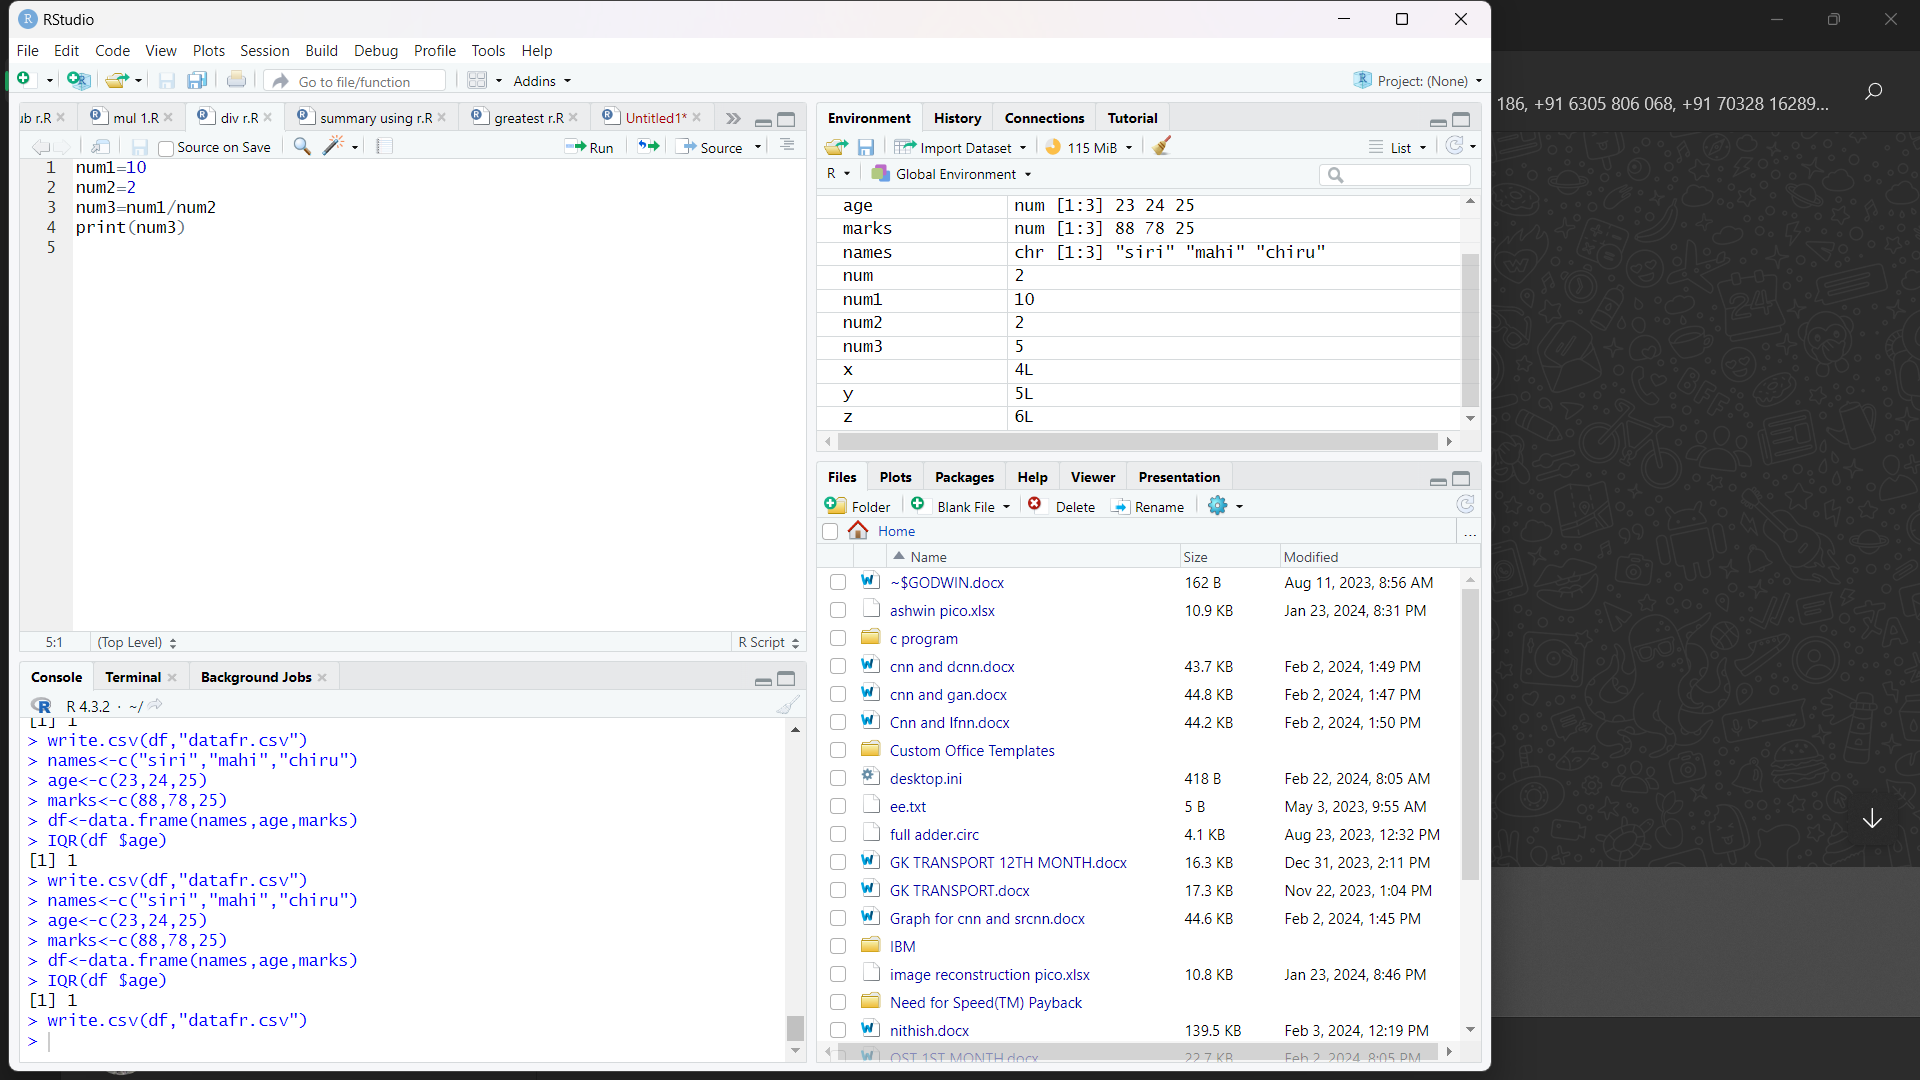 RStudio
File Edit Code View Plots Session Build Debug Profile Tools Help
Go to file/function Addins Project: (None)
ub r.R mul 1.R div r.R summary using r.R greatest r.R Untitled1*
Source on Save Run Source
1 num1=10
2 num2=2
3 num3=num1/num2
4 print(num3)
5
5:1 (Top Level) R Script
Console Terminal Background Jobs
R 4.3.2 · ~/
[1] 1
> write.csv(df,"datafr.csv")
> names<-c("siri","mahi","chiru")
> age<-c(23,24,25)
> marks<-c(88,78,25)
> df<-data.frame(names,age,marks)
> IQR(df $age)
[1] 1
> write.csv(df,"datafr.csv")
> names<-c("siri","mahi","chiru")
> age<-c(23,24,25)
> marks<-c(88,78,25)
> df<-data.frame(names,age,marks)
> IQR(df $age)
[1] 1
> write.csv(df,"datafr.csv")
>
Environment History Connections Tutorial
Import Dataset 115 MiB List
R Global Environment
age num [1:3] 23 24 25
marks num [1:3] 88 78 25
names chr [1:3] "siri" "mahi" "chiru"
num 2
num1 10
num2 2
num3 5
x 4L
y 5L
z 6L
Files Plots Packages Help Viewer Presentation
Folder Blank File Delete Rename
Home ...
Name Size Modified
~$GODWIN.docx 162 B Aug 11, 2023, 8:56 AM
ashwin pico.xlsx 10.9 KB Jan 23, 2024, 8:31 PM
c program
cnn and dcnn.docx 43.7 KB Feb 2, 2024, 1:49 PM
cnn and gan.docx 44.8 KB Feb 2, 2024, 1:47 PM
Cnn and lfnn.docx 44.2 KB Feb 2, 2024, 1:50 PM
Custom Office Templates
desktop.ini 418 B Feb 22, 2024, 8:05 AM
ee.txt 5 B May 3, 2023, 9:55 AM
full adder.circ 4.1 KB Aug 23, 2023, 12:32 PM
GK TRANSPORT 12TH MONTH.docx 16.3 KB Dec 31, 2023, 2:11 PM
GK TRANSPORT.docx 17.3 KB Nov 22, 2023, 1:04 PM
Graph for cnn and srcnn.docx 44.6 KB Feb 2, 2024, 1:45 PM
IBM
image reconstruction pico.xlsx 10.8 KB Jan 23, 2024, 8:46 PM
Need for Speed(TM) Payback
nithish.docx 139.5 KB Feb 3, 2024, 12:19 PM
OST 1ST MONTH.docx 22.7 KB Feb 2, 2024, 8:05 PM
186, +91 6305 806 068, +91 70328 16289...